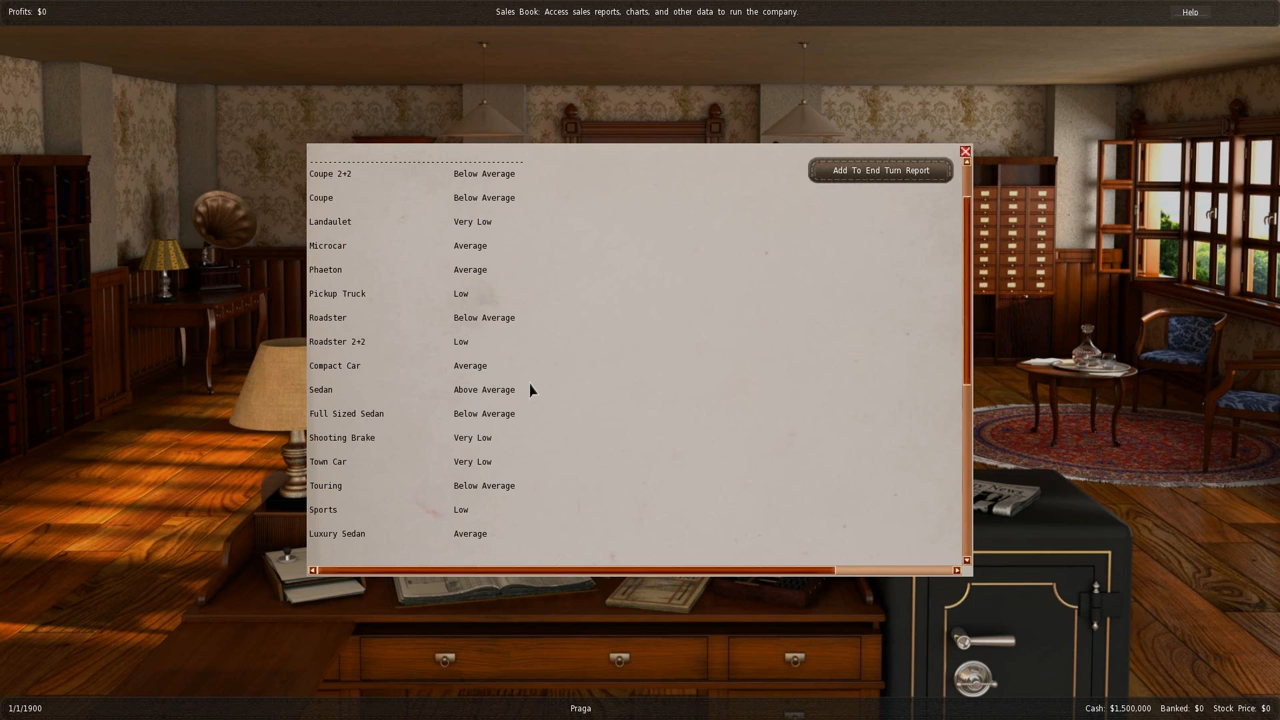 Profits: $0
Sales Book: Access sales reports, charts, and other data to run the company.
Help
Add To End Turn Report
Coupe 2+2 Below Average
Coupe Below Average
Landaulet Very Low
Microcar Average
Phaeton Average
Pickup Truck Low
Roadster Below Average
Roadster 2+2 Low
Compact Car Average
Sedan Above Average
Full Sized Sedan Below Average
Shooting Brake Very Low
Town Car Very Low
Touring Below Average
Sports Low
Luxury Sedan Average
1/1/1900
Praga
Cash: $1,500,000 Banked: $0 Stock Price: $0